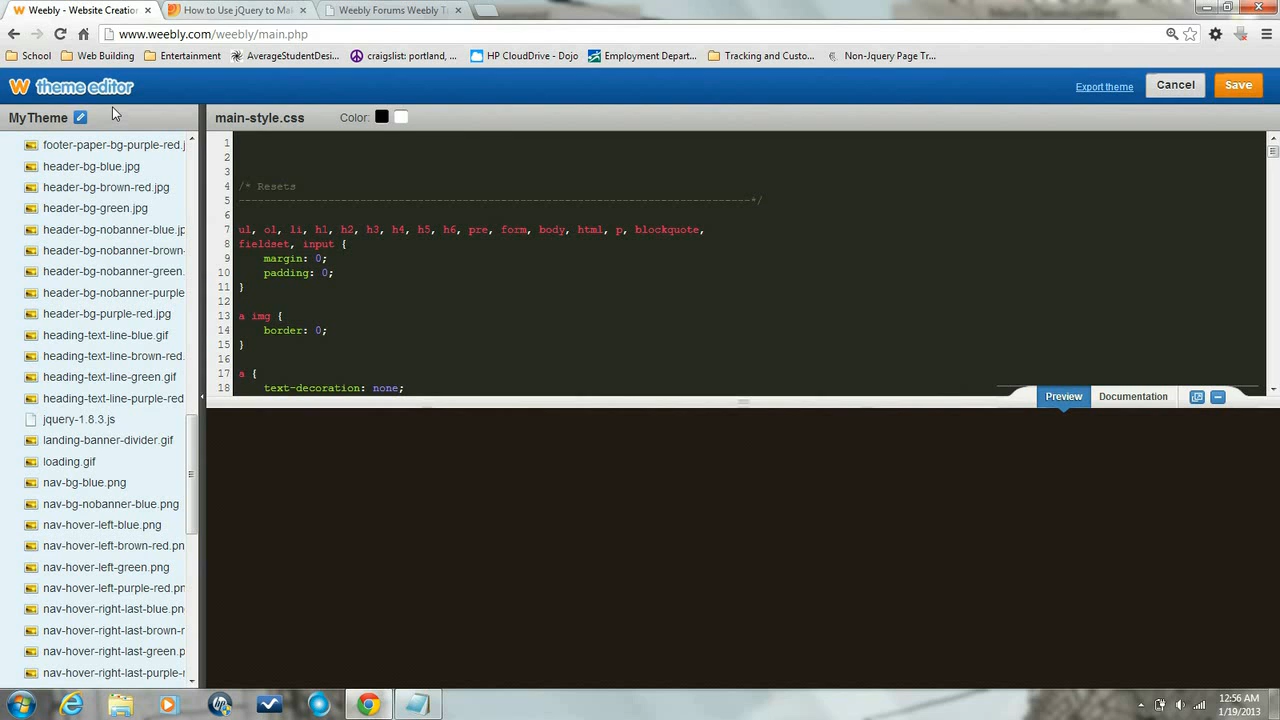 Weebly - Website Creation
How to Use jQuery to Ma
Weebly Forums Weebly T
www.weebly.com/weebly/main.php
School
Web Building
Entertainment
AverageStudentDesi...
craigslist: portland, ...
HP CloudDrive - Dojo
Employment Depart...
Tracking and Custo...
Non-Jquery Page Tr...
W theme editor
Export theme
Cancel
Save
MyTheme
main-style.css
Color:
footer-paper-bg-purple-red.j
header-bg-blue.jpg
header-bg-brown-red.jpg
header-bg-green.jpg
header-bg-nobanner-blue.jp
header-bg-nobanner-brown-
header-bg-nobanner-green.
header-bg-nobanner-purple
header-bg-purple-red.jpg
heading-text-line-blue.gif
heading-text-line-brown-red.
heading-text-line-green.gif
heading-text-line-purple-red
jquery-1.8.3.js
landing-banner-divider.gif
loading.gif
nav-bg-blue.png
nav-bg-nobanner-blue.png
nav-hover-left-blue.png
nav-hover-left-brown-red.pn
nav-hover-left-green.png
nav-hover-left-purple-red.pn
nav-hover-right-last-blue.pn
nav-hover-right-last-brown-r
nav-hover-right-last-green.p
nav-hover-right-last-purple-r
1
2
3
4 /* Resets
5 --------------------------------------------------------------------------------*/
6
7 ul, ol, li, h1, h2, h3, h4, h5, h6, pre, form, body, html, p, blockquote,
8 fieldset, input {
9 margin: 0;
10 padding: 0;
11 }
12
13 a img {
14 border: 0;
15 }
16
17 a {
18 text-decoration: none;
Preview
Documentation
12:56 AM
1/19/2013